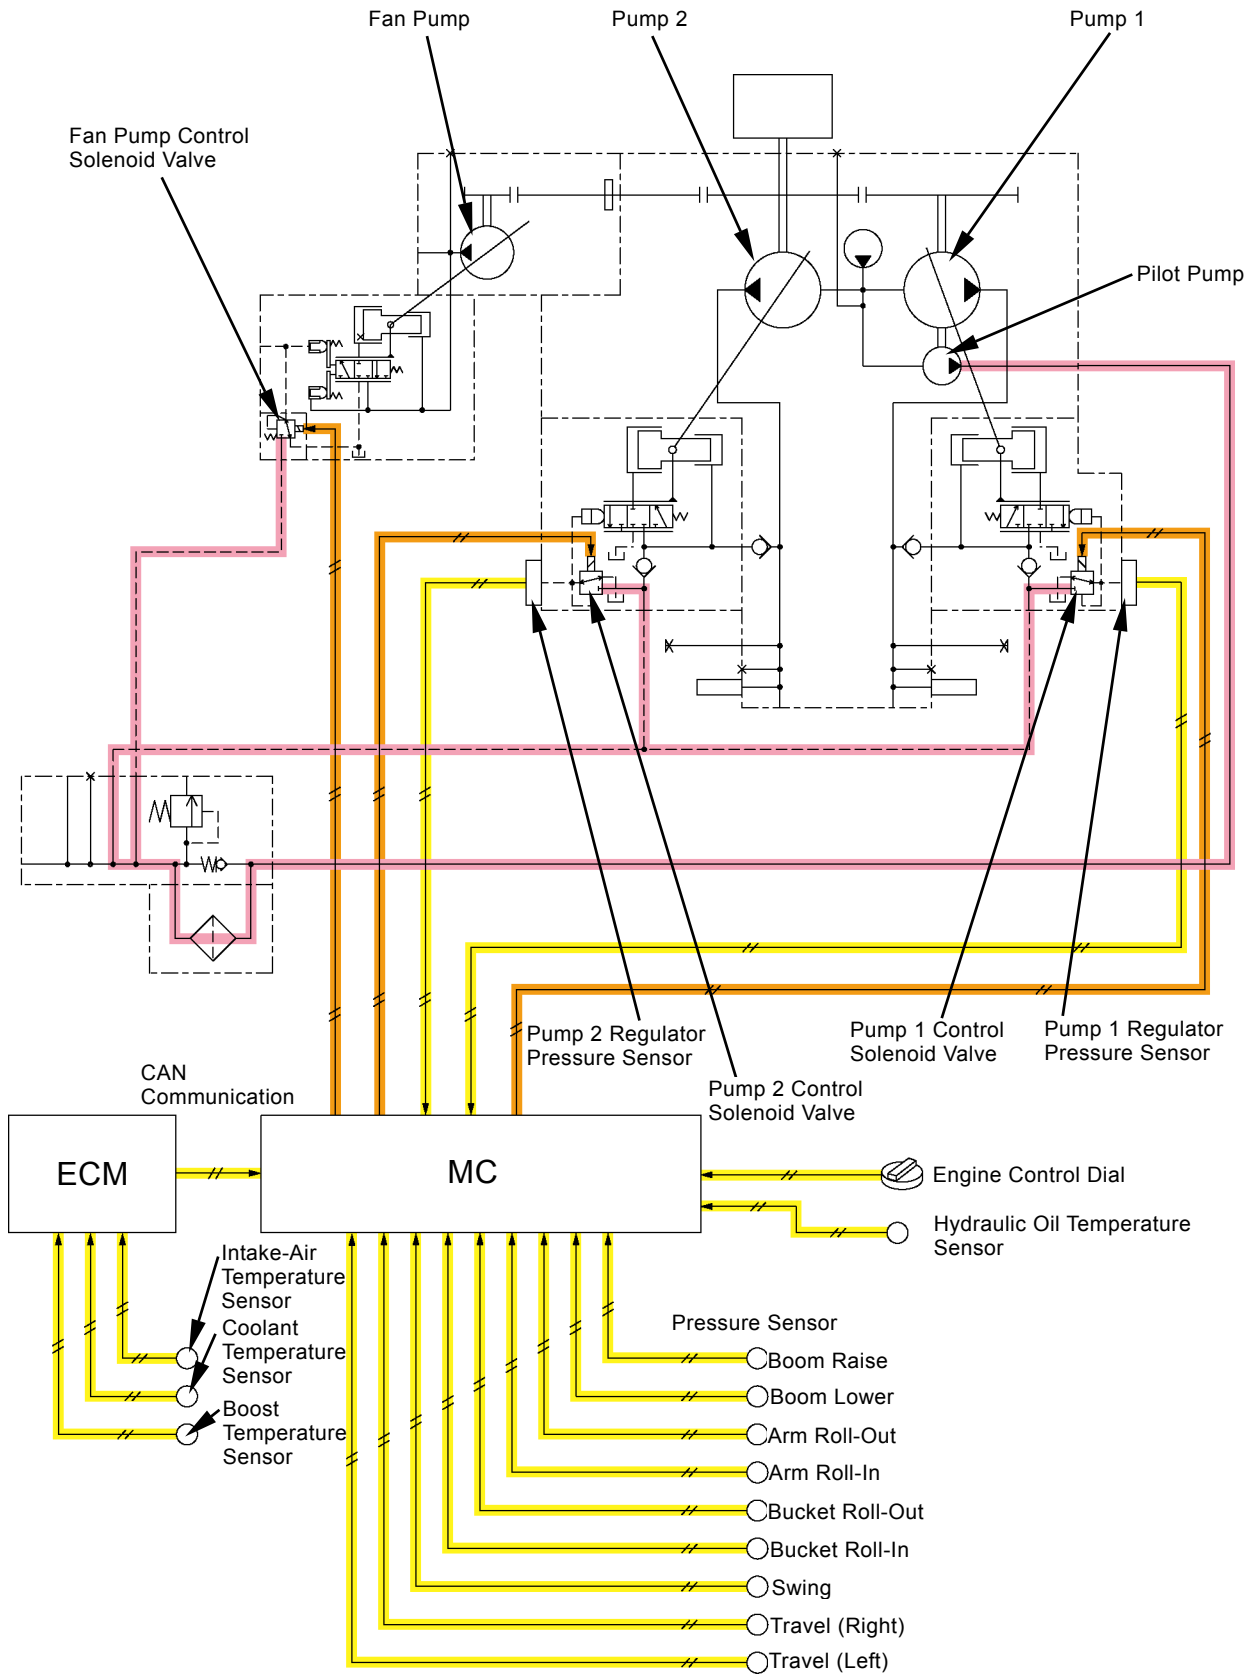 Fan Pump
Pump 2
Pump 1
Fan Pump Control
Solenoid Valve
Pilot Pump
Pump 2 Regulator
Pressure Sensor
Pump 1 Control
Solenoid Valve
Pump 1 Regulator
Pressure Sensor
Pump 2 Control
Solenoid Valve
CAN
Communication
ECM
MC
Engine Control Dial
Hydraulic Oil Temperature
Sensor
Intake-Air
Temperature
Sensor
Coolant
Temperature
Sensor
Boost
Temperature
Sensor
Pressure Sensor
Boom Raise
Boom Lower
Arm Roll-Out
Arm Roll-In
Bucket Roll-Out
Bucket Roll-In
Swing
Travel (Right)
Travel (Left)